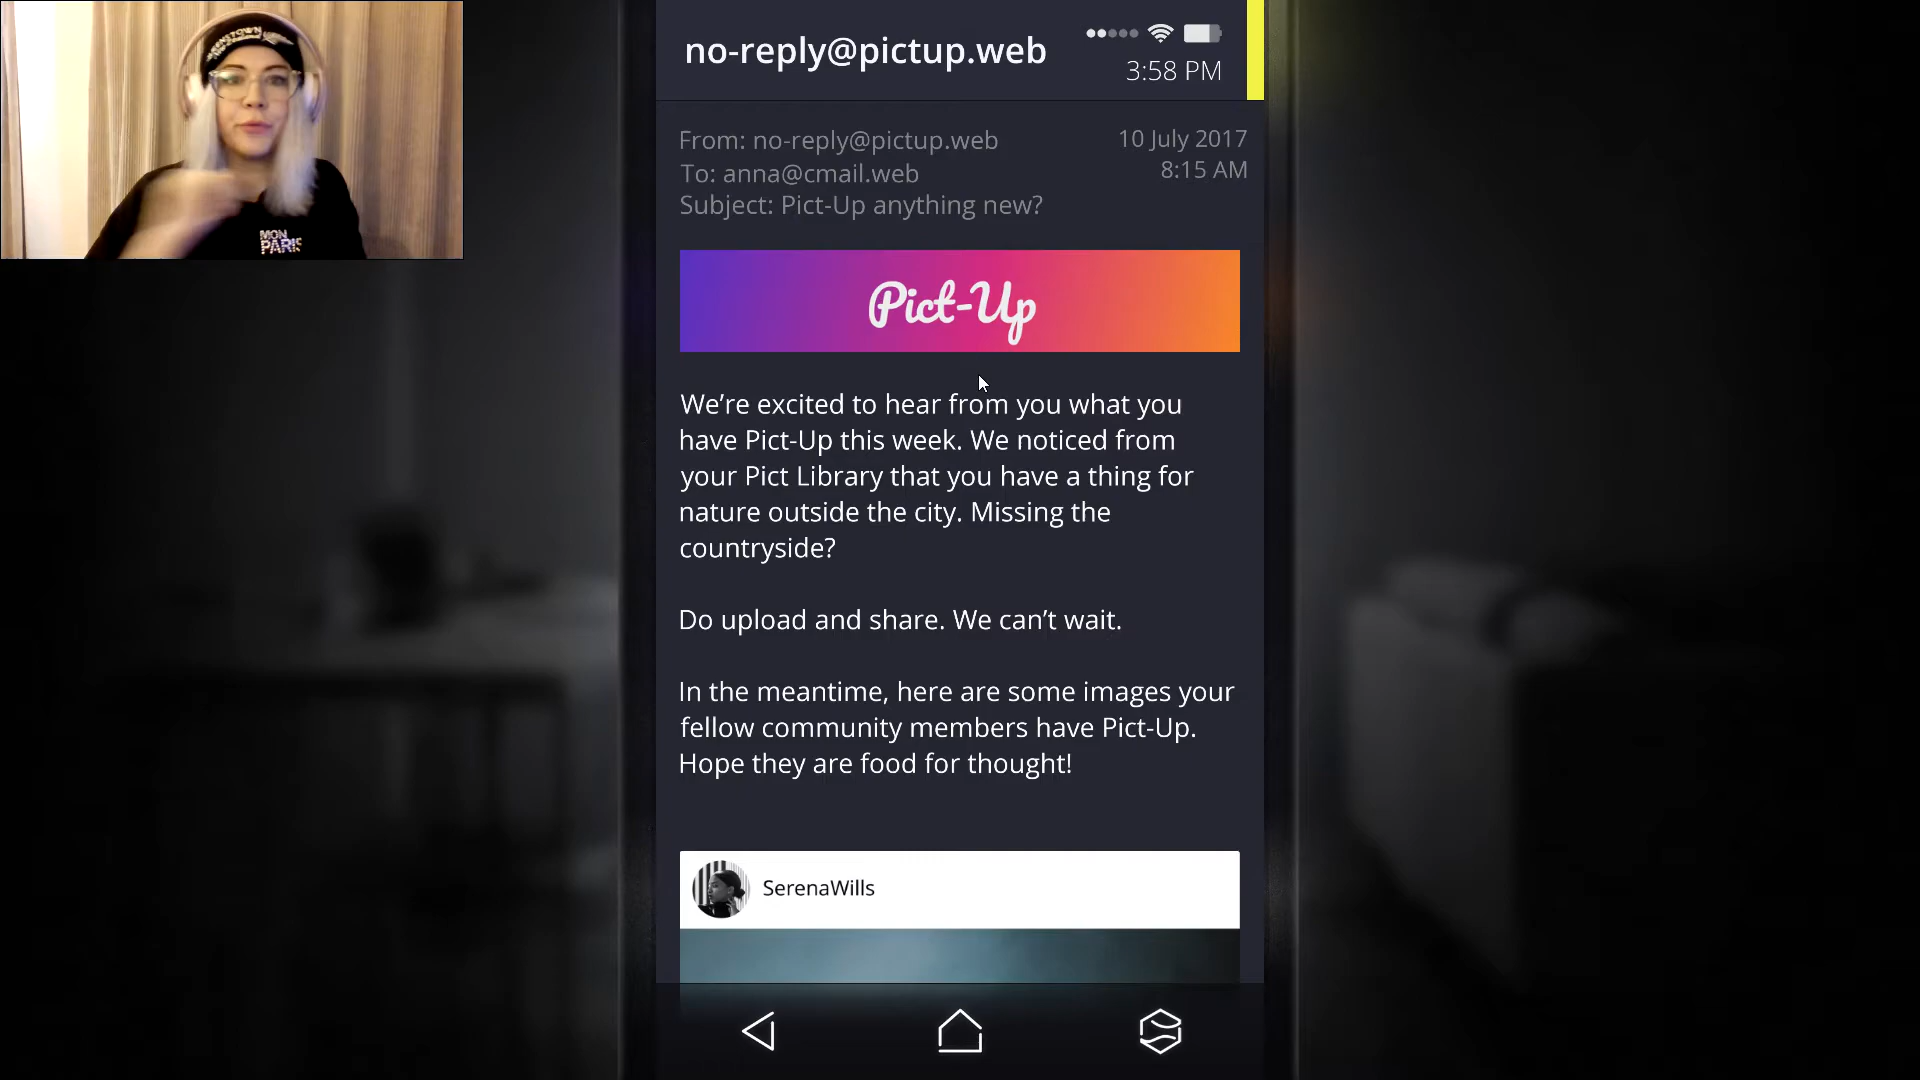 no-reply@pictup.web
3:58 PM
From: no-reply@pictup.web
10 July 2017
To: anna@cmail.web
8:15 AM
Subject: Pict-Up anything new?
Pict-Up
We’re excited to hear from you what you
have Pict-Up this week. We noticed from
your Pict Library that you have a thing for
nature outside the city. Missing the
countryside?
Do upload and share. We can’t wait.
In the meantime, here are some images your
fellow community members have Pict-Up.
Hope they are food for thought!
SerenaWills
MON
PARIS